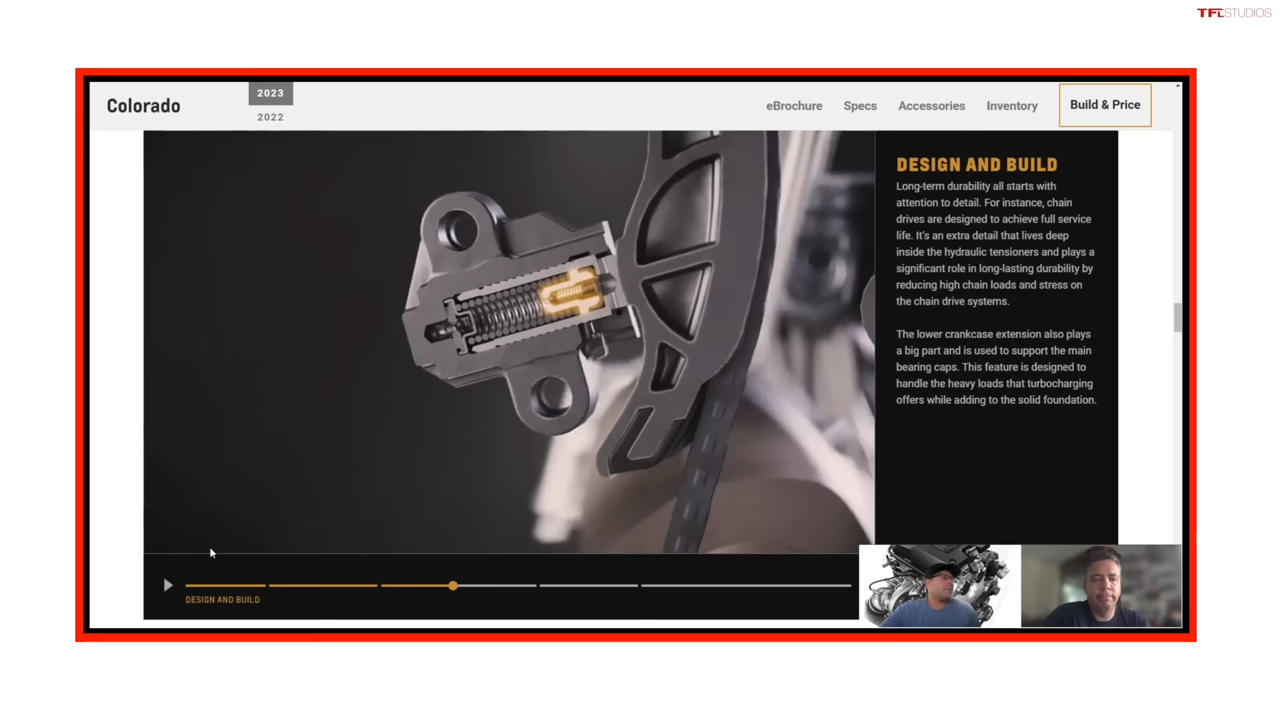 TFLSTUDIOS
2023
Colorado
2022
eBrochure Specs Accessories Inventory Build & Price
DESIGN AND BUILD
Long-term durability all starts with
attention to detail. For instance, chain
drives are designed to achieve full service
life. It's an extra detail that lives deep
inside the hydraulic tensioners and plays a
significant role in long-lasting durability by
reducing high chain loads and stress on
the chain drive systems.
The lower crankcase extension also plays
a big part and is used to support the main
bearing caps. This feature is designed to
handle the heavy loads that turbocharging
offers while adding to the solid foundation.
DESIGN AND BUILD